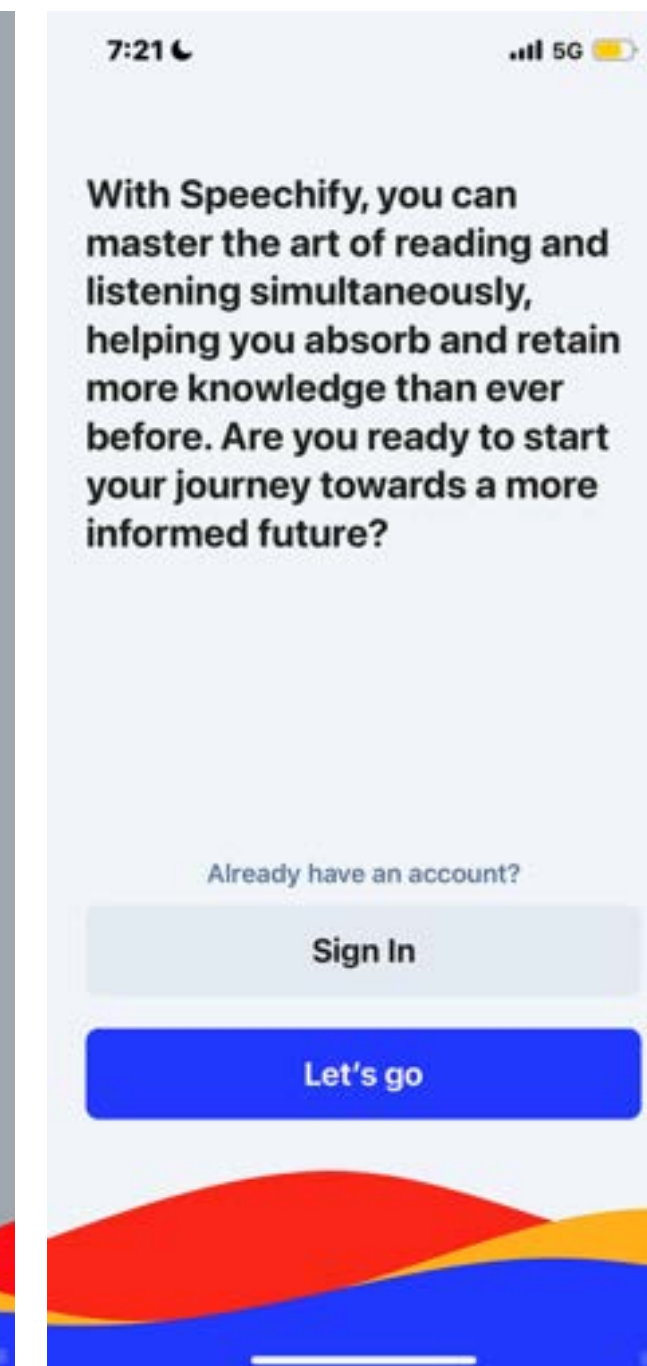 7:21
5G
With Speechify, you can
master the art of reading and
listening simultaneously,
helping you absorb and retain
more knowledge than ever
before. Are you ready to start
your journey towards a more
informed future?
Already have an account?
Sign In
Let's go